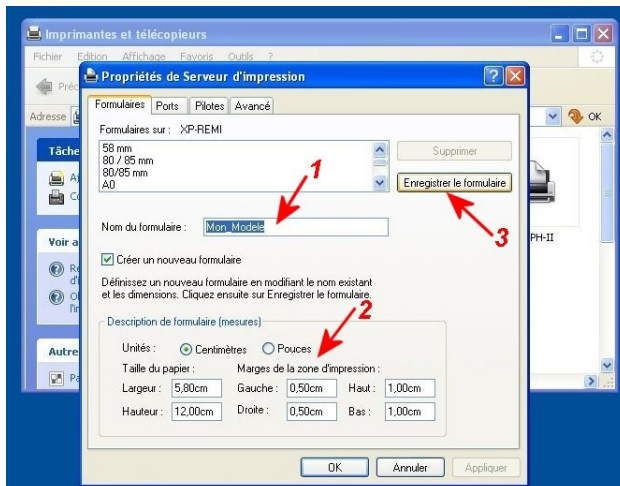 Imprimantes et télécopieurs
Fichier Edition Affichage Favoris Outils ?
Propriétés de Serveur d'impression
Adresse
OK
Formulaires Ports Pilotes Avancé
Formulaires sur : XP-REMI
58 mm
80 / 85 mm
80/85 mm
A0
Supprimer
Enregistrer le formulaire
1
3
Nom du formulaire : Mon_Modele
Créer un nouveau formulaire
Définissez un nouveau formulaire en modifiant le nom existant
et les dimensions. Cliquez ensuite sur Enregistrer le formulaire.
2
Description de formulaire (mesures)
Unités : Centimètres Pouces
Taille du papier : Marges de la zone d'impression :
Largeur : 5,80cm Gauche : 0,50cm Haut : 1,00cm
Hauteur : 12,00cm Droite : 0,50cm Bas : 1,00cm
OK Annuler Appliquer
Tâche
Voir a
Autre
PH-II